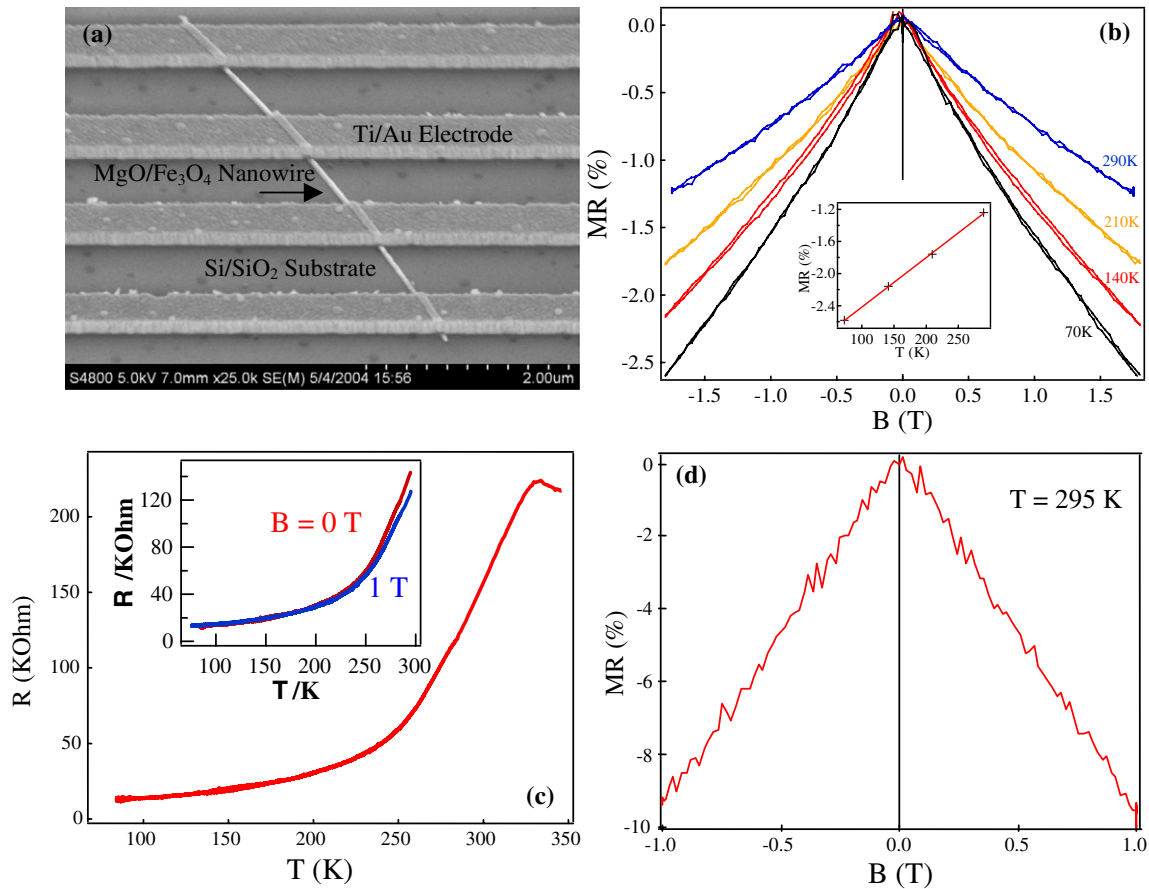 (a)
Ti/Au Electrode
MgO/Fe₃O₄ Nanowire
Si/SiO₂ Substrate
S4800 5.0kV 7.0mm x25.0k SE(M) 5/4/2004 15:56 2.00um
(b)
MR (%)
0.0
-0.5
-1.0
-1.5
-2.0
-2.5
290K
210K
140K
70K
MR (%)
-1.2
-1.6
-2.0
-2.4
100 150 200 250
T (K)
-1.5 -1.0 -0.5 0.0 0.5 1.0 1.5
B (T)
(c)
R (KOhm)
200
150
100
50
0
R /KOhm
120
80
40
0
B = 0 T
1 T
100 150 200 250 300
T /K
100 150 200 250 300 350
T (K)
(d)
T = 295 K
MR (%)
0
-2
-4
-6
-8
-10
-1.0 -0.5 0.0 0.5 1.0
B (T)